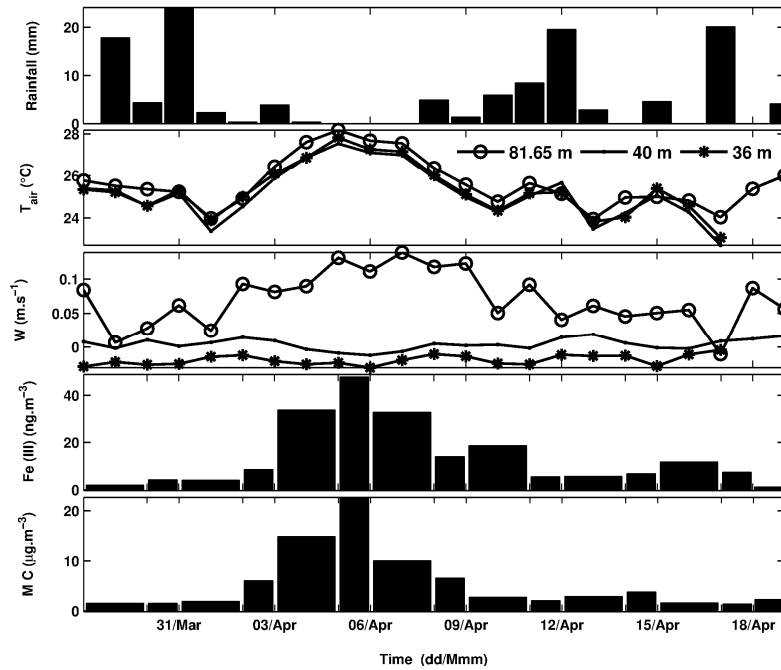 20
10
0
Rainfall (mm)
28
26
24
T_air (°C)
81.65 m 40 m 36 m
0.1
0.05
0
W (m.s⁻¹)
40
20
0
Fe (III) (ng.m⁻³)
20
10
0
M C (µg.m⁻³)
31/Mar 03/Apr 06/Apr 09/Apr 12/Apr 15/Apr 18/Apr
Time (dd/Mmm)